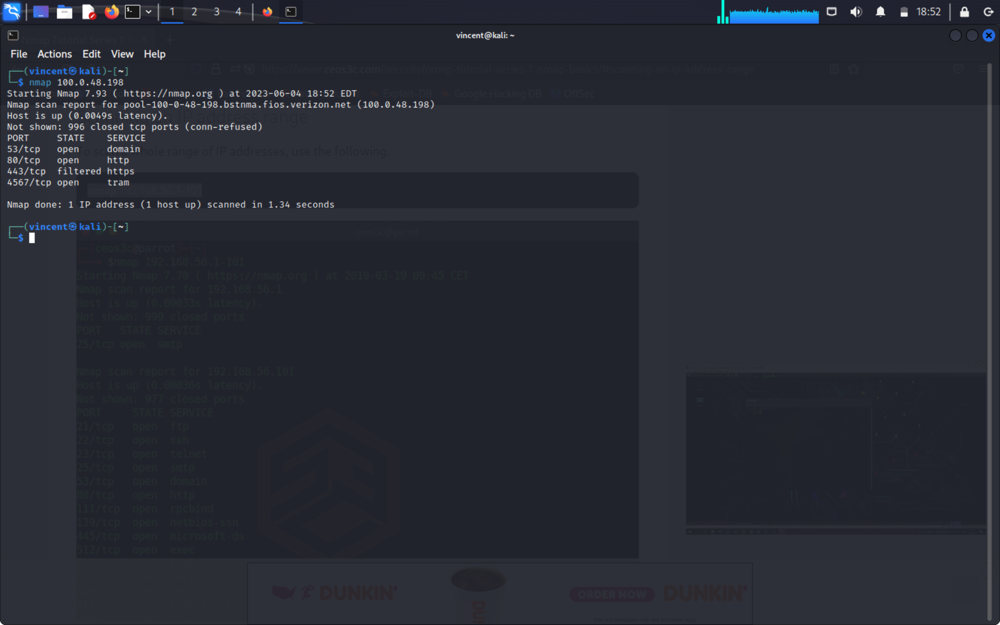 1 2 3 4 18:52
Nmap Tutorial Series 1:
vincent@kali: ~
File Actions Edit View Help
https://www.ceos3c.com/security/nmap-tutorial-series-1-nmap-basics/#scanning-an-ip-address-range
Exploit-DB Google Hacking DB OffSec
┌──(vincent㉿kali)-[~]
└─$ nmap 100.0.48.198
Starting Nmap 7.93 ( https://nmap.org ) at 2023-06-04 18:52 EDT
Nmap scan report for pool-100-0-48-198.bstnma.fios.verizon.net (100.0.48.198)
Host is up (0.0049s latency).
Not shown: 996 closed tcp ports (conn-refused)
PORT STATE SERVICE
53/tcp open domain
80/tcp open http
443/tcp filtered https
4567/tcp open tram
Nmap done: 1 IP address (1 host up) scanned in 1.34 seconds
┌──(vincent㉿kali)-[~]
└─$
IP address range
whole range of IP addresses, use the following.
nmap 192.168.56.1-101
ceos3c@parrot
[ceos3c@parrot]-[~]
$nmap 192.168.56.1-101
Starting Nmap 7.70 ( https://nmap.org ) at 2019-03-19 09:45 CET
Nmap scan report for 192.168.56.1
Host is up (0.00033s latency).
Not shown: 999 closed ports
PORT STATE SERVICE
25/tcp open smtp
Nmap scan report for 192.168.56.101
Host is up (0.00036s latency).
Not shown: 977 closed ports
PORT STATE SERVICE
21/tcp open ftp
22/tcp open ssh
23/tcp open telnet
25/tcp open smtp
53/tcp open domain
80/tcp open http
111/tcp open rpcbind
139/tcp open netbios-ssn
445/tcp open microsoft-ds
512/tcp open exec
DUNKIN' ORDER NOW DUNKIN'